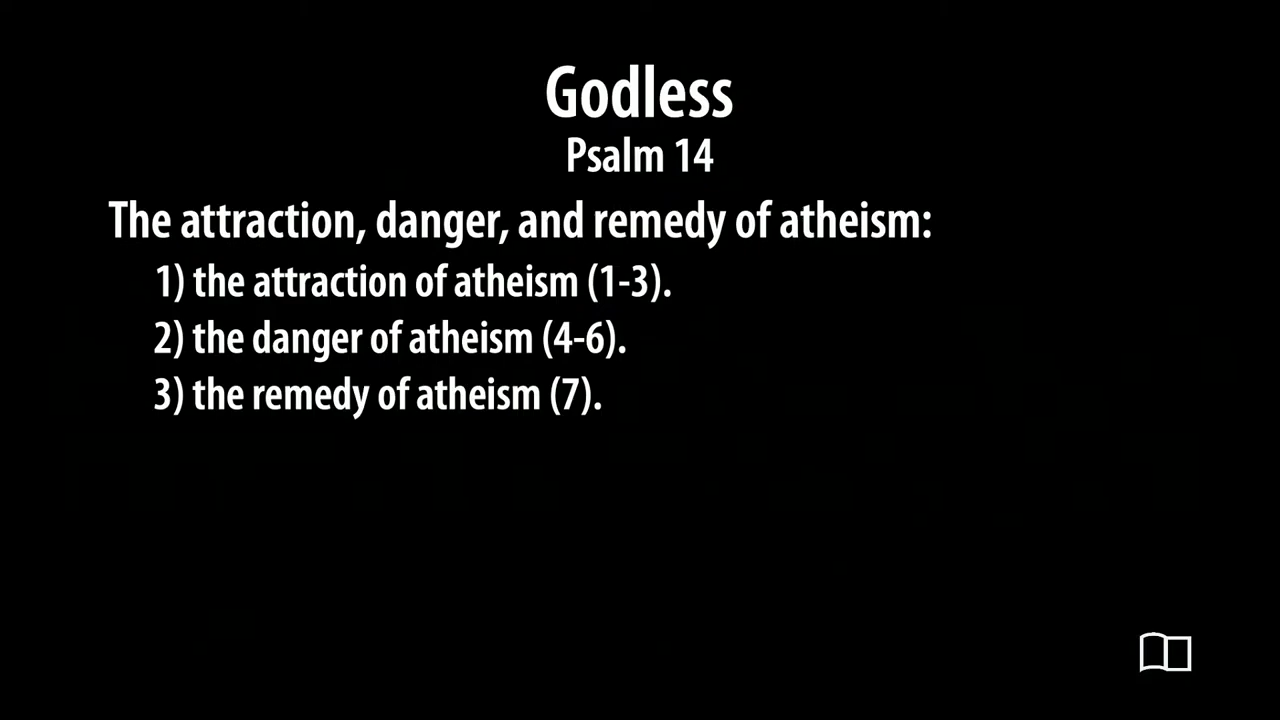 Godless
Psalm 14
The attraction, danger, and remedy of atheism:
1) the attraction of atheism (1-3).
2) the danger of atheism (4-6).
3) the remedy of atheism (7).